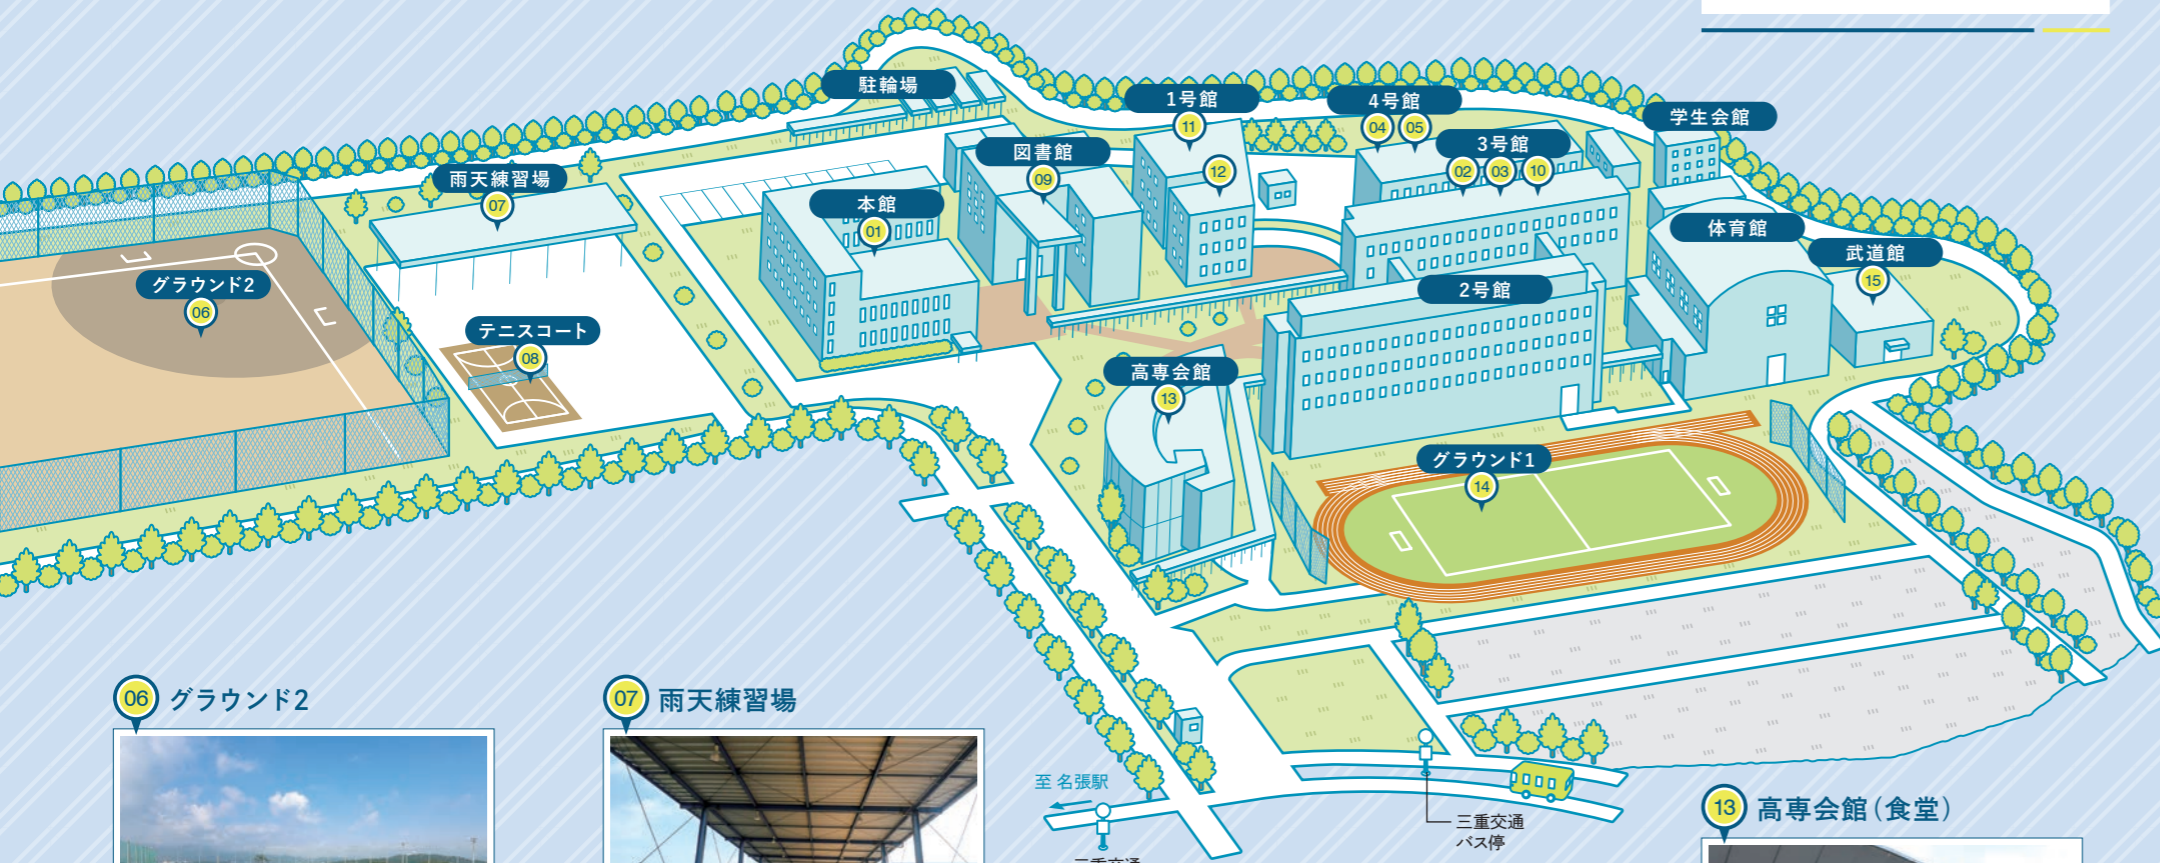 駐輪場
1号館
11
12
4号館
04 05
3号館
02 03 10
学生会館
図書館
09
雨天練習場
07
本館
01
体育館
武道館
15
グラウンド2
06
2号館
テニスコート
08
高専会館
13
グラウンド1
14
06 グラウンド2
07 雨天練習場
至 名張駅
三重交通
三重交通
バス停
13 高専会館(食堂)